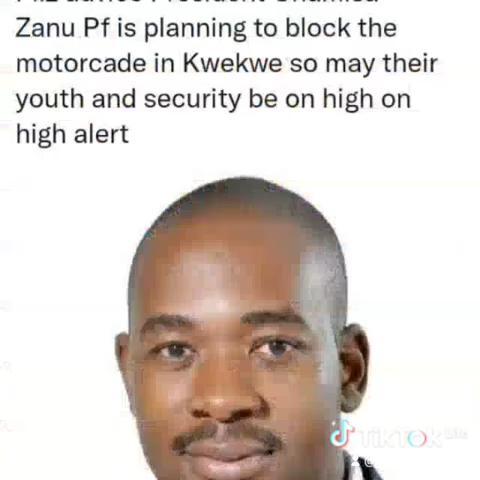 Zanu Pf is planning to block the
motorcade in Kwekwe so may their
youth and security be on high on
high alert
TikTok